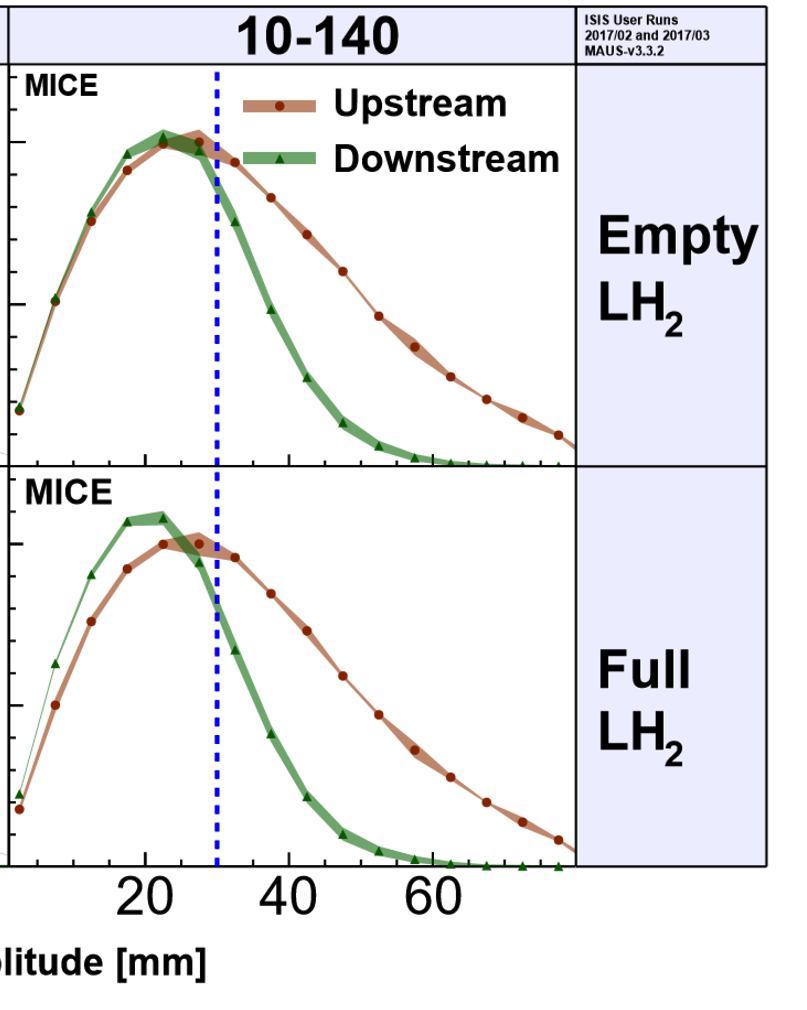 10-140
ISIS User Runs
2017/02 and 2017/03
MAUS-v3.3.2
MICE
Upstream
Downstream
Empty
LH2
MICE
Full
LH2
20 40 60
litude [mm]